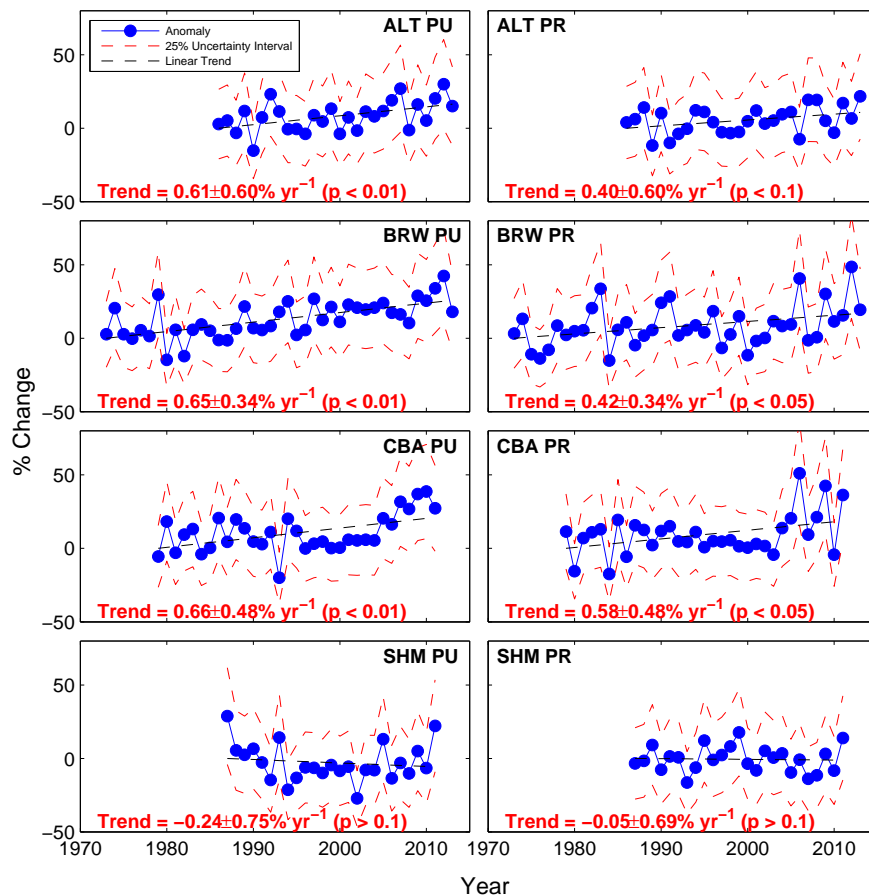 ALT PU
ALT PR
Anomaly
25% Uncertainty Interval
Linear Trend
50
0
−50
Trend = 0.61±0.60% yr−1 (p < 0.01)
Trend = 0.40±0.60% yr−1 (p < 0.1)
BRW PU
BRW PR
50
0
−50
Trend = 0.65±0.34% yr−1 (p < 0.01)
Trend = 0.42±0.34% yr−1 (p < 0.05)
% Change
CBA PU
CBA PR
50
0
−50
Trend = 0.66±0.48% yr−1 (p < 0.01)
Trend = 0.58±0.48% yr−1 (p < 0.05)
SHM PU
SHM PR
50
0
−50
Trend = −0.24±0.75% yr−1 (p > 0.1)
Trend = −0.05±0.69% yr−1 (p > 0.1)
1970 1980 1990 2000 2010
1970 1980 1990 2000 2010
Year